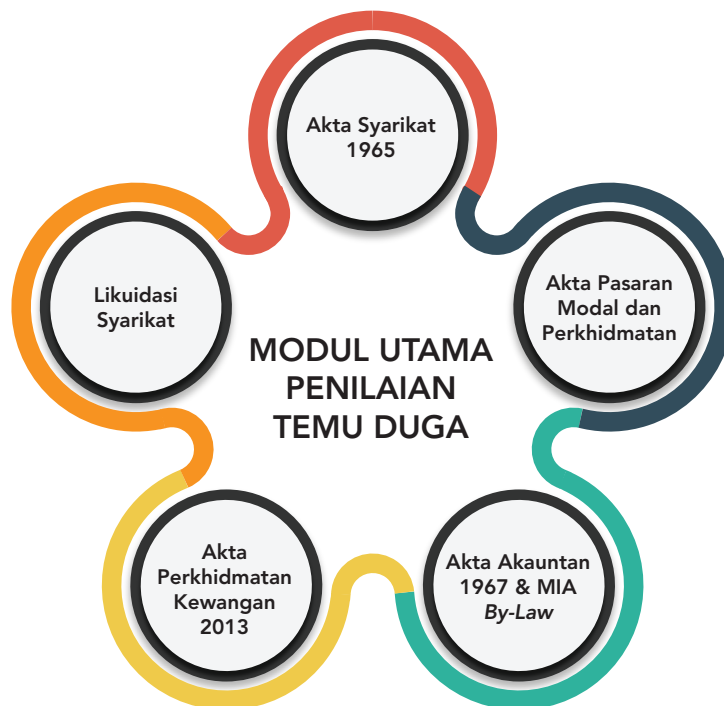 Akta Syarikat
1965
Akta Pasaran
Modal dan
Perkhidmatan
Likuidasi
Syarikat
MODUL UTAMA
PENILAIAN
TEMU DUGA
Akta
Perkhidmatan
Kewangan
2013
Akta Akauntan
1967 & MIA
By-Law